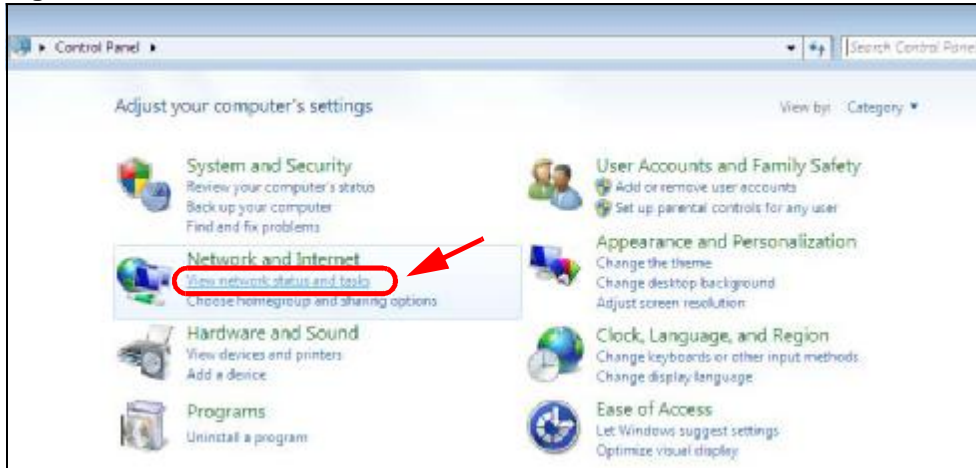 Control Panel
Search Control Pane
Adjust your computer's settings
View by: Category
System and Security
Review your computer's status
Back up your computer
Find and fix problems
Network and Internet
View network status and tasks
Choose homegroup and sharing options
Hardware and Sound
View devices and printers
Add a device
Programs
Uninstall a program
User Accounts and Family Safety
Add or remove user accounts
Set up parental controls for any user
Appearance and Personalization
Change the theme
Change desktop background
Adjust screen resolution
Clock, Language, and Region
Change keyboards or other input methods
Change display language
Ease of Access
Let Windows suggest settings
Optimize visual display